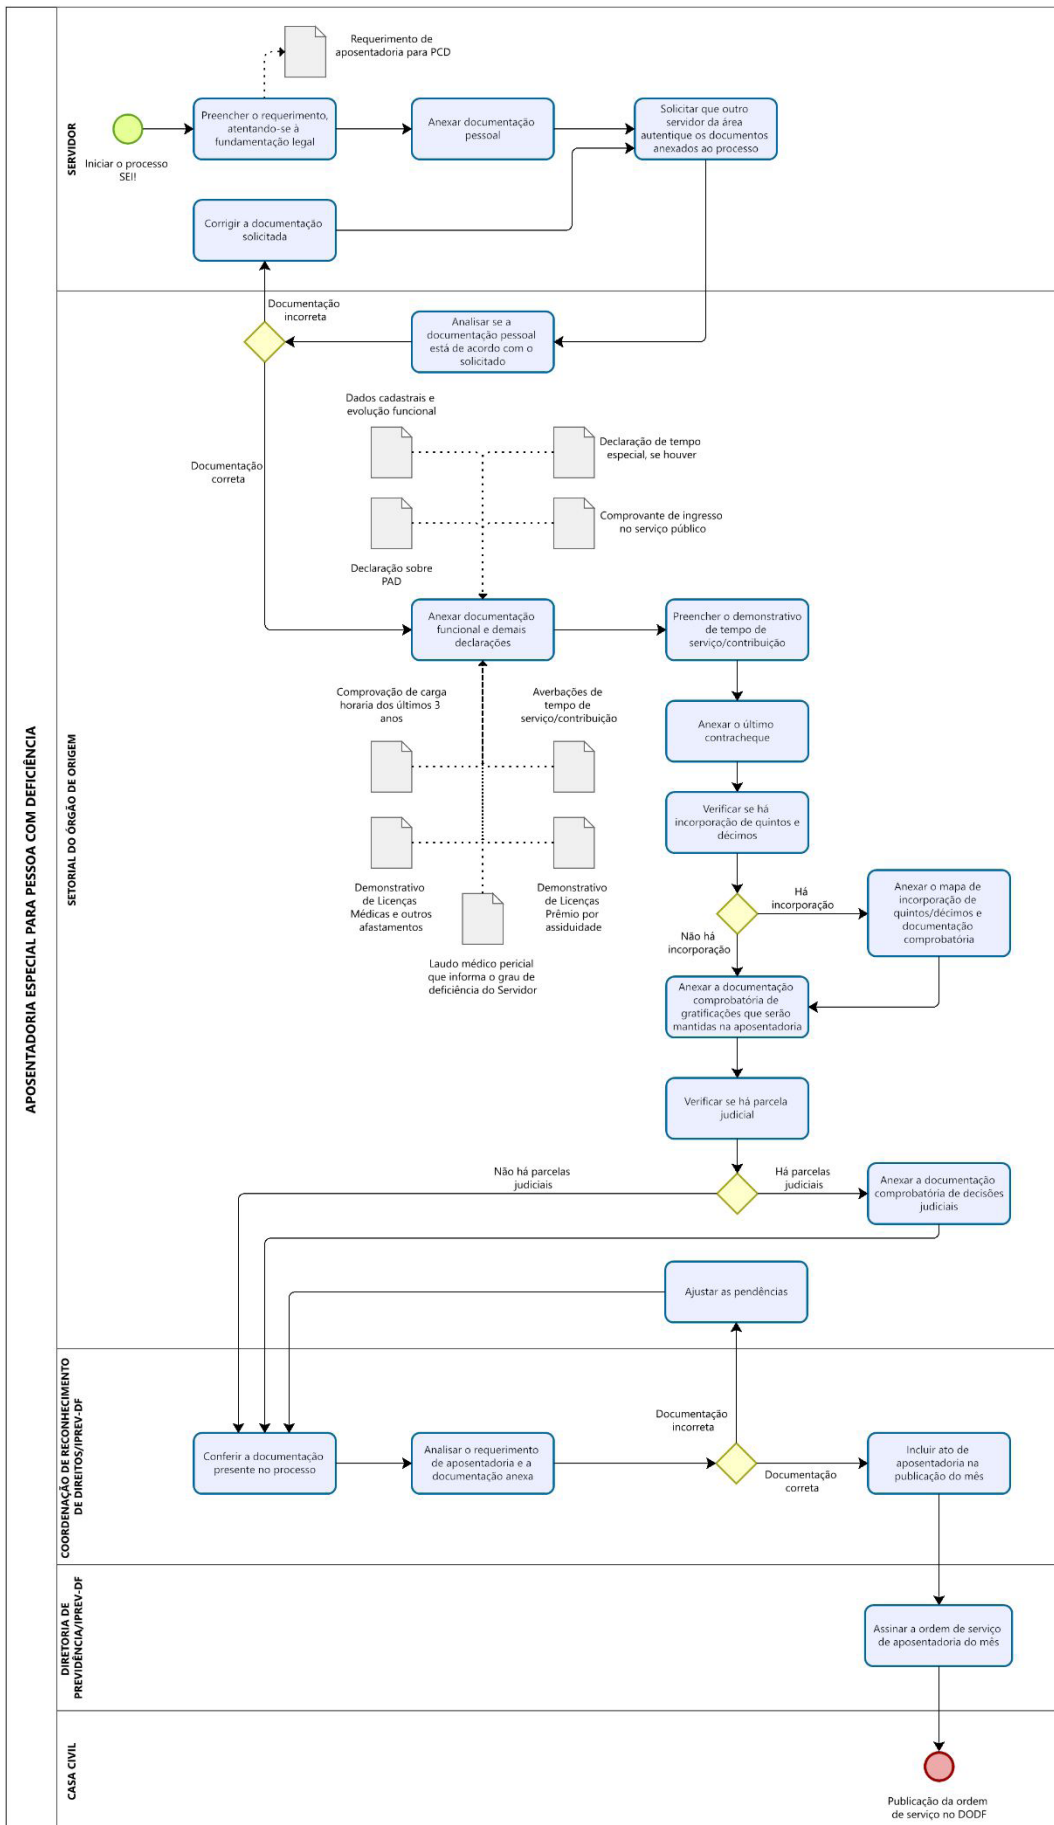 APOSENTADORIA ESPECIAL PARA PESSOA COM DEFICIÊNCIA
SERVIDOR
Requerimento de
aposentadoria para PCD
Iniciar o processo
SEI!
Preencher o requerimento,
atentando-se à
fundamentação legal
Anexar documentação
pessoal
Solicitar que outro
servidor da área
autentique os documentos
anexados ao processo
Corrigir a documentação
solicitada
SETORIAL DO ÓRGÃO DE ORIGEM
Documentação
incorreta
Analisar se a
documentação pessoal
está de acordo com o
solicitado
Documentação
correta
Dados cadastrais e
evolução funcional
Declaração de tempo
especial, se houver
Comprovante de ingresso
no serviço público
Declaração sobre
PAD
Anexar documentação
funcional e demais
declarações
Preencher o demonstrativo
de tempo de
serviço/contribuição
Comprovação de carga
horaria dos últimos 3
anos
Averbações de
tempo de
serviço/contribuição
Anexar o último
contracheque
Verificar se há
incorporação de quintos e
décimos
Demonstrativo
de Licenças
Médicas e outros
afastamentos
Demonstrativo
de Licenças
Prêmio por
assiduidade
Laudo médico pericial
que informa o grau de
deficiência do Servidor
Há
incorporação
Anexar o mapa de
incorporação de
quintos/décimos e
documentação
comprobatória
Não há
incorporação
Anexar a documentação
comprobatória de
gratificações que serão
mantidas na aposentadoria
Verificar se há parcela
judicial
Não há parcelas
judiciais
Há parcelas
judiciais
Anexar a documentação
comprobatória de decisões
judiciais
Ajustar as pendências
COORDENAÇÃO DE RECONHECIMENTO
DE DIREITOS/IPREV-DF
Documentação
incorreta
Conferir a documentação
presente no processo
Analisar o requerimento
de aposentadoria e a
documentação anexa
Documentação
correta
Incluir ato de
aposentadoria na
publicação do mês
DIRETORIA DE
PREVIDÊNCIA/IPREV-DF
Assinar a ordem de serviço
de aposentadoria do mês
CASA CIVIL
Publicação da ordem
de serviço no DODF